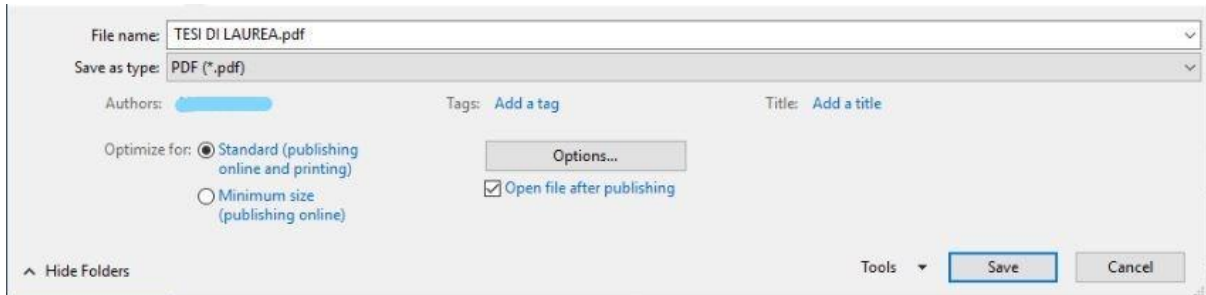 File name: TESI DI LAUREA.pdf
Save as type: PDF (*.pdf)
Authors: Tags: Add a tag Title: Add a title
Optimize for: Standard (publishing
online and printing)
Minimum size
(publishing online)
Options...
Open file after publishing
Hide Folders
Tools Save Cancel